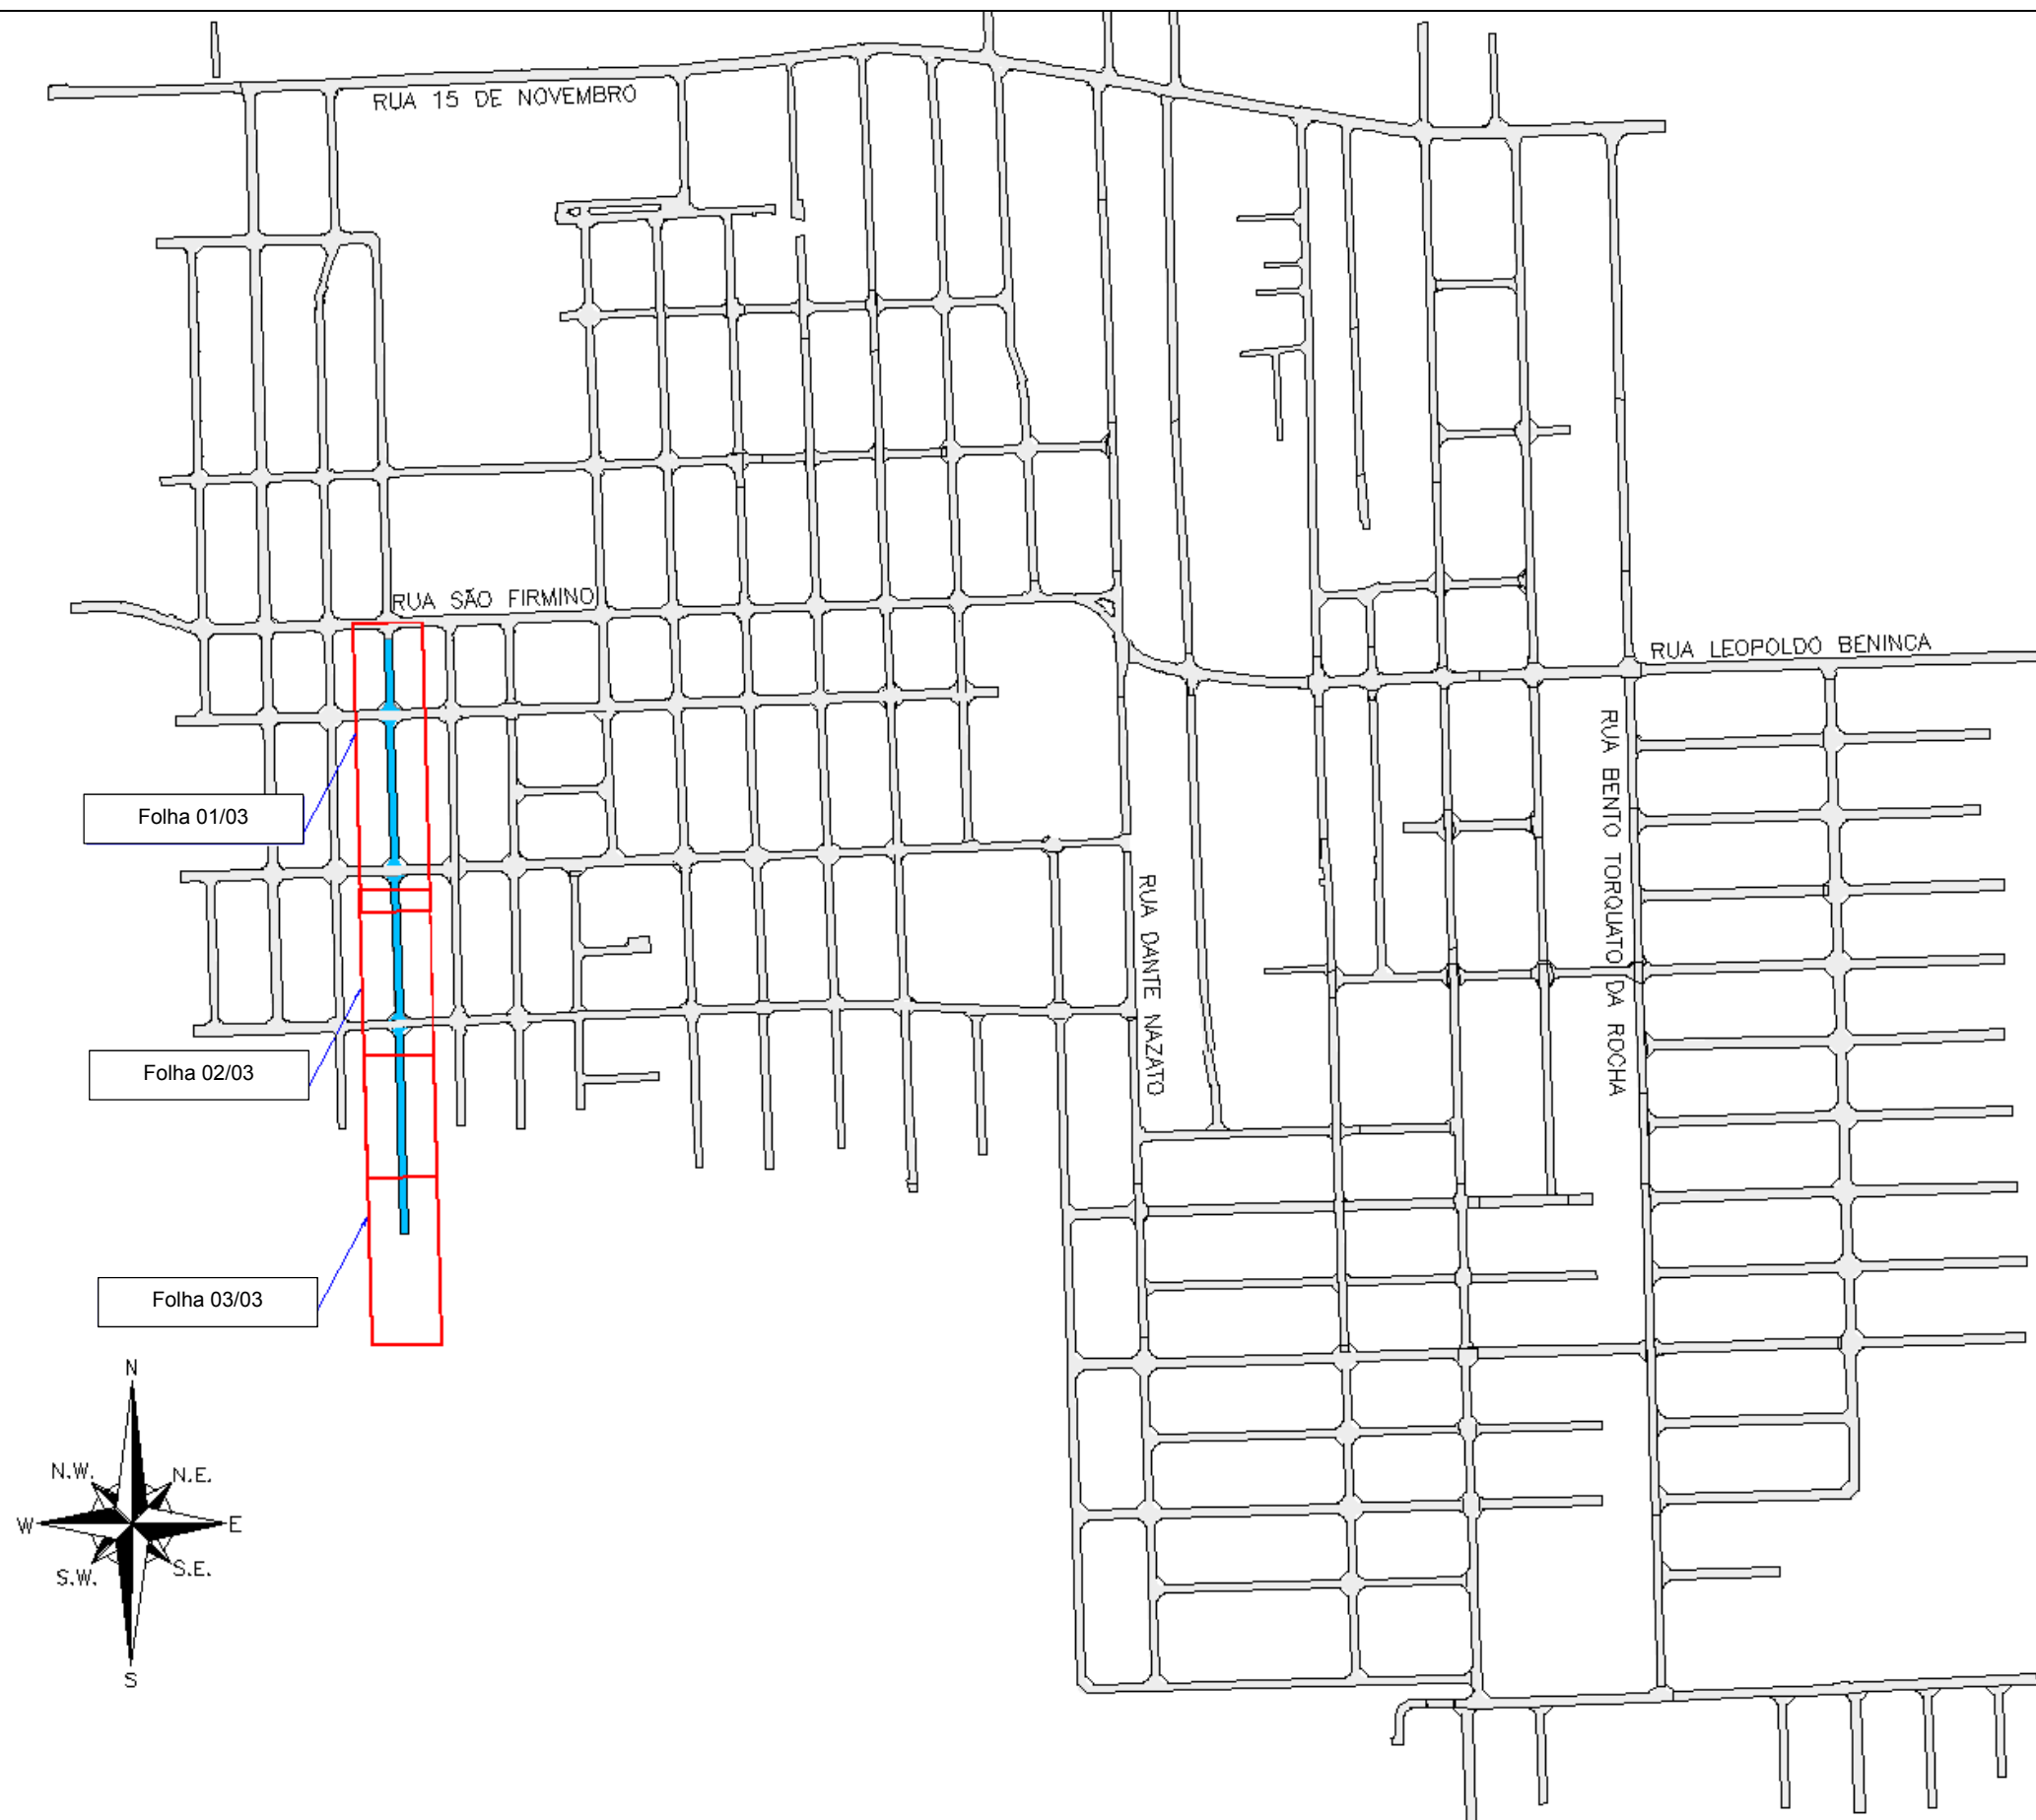 RUA 15 DE NOVEMBRO
RUA SÃO FIRMINO
RUA LEOPOLDO BENINCA
RUA BENTO TORQUATO DA ROCHA
Folha 01/03
RUA DANTE NAZATO
Folha 02/03
Folha 03/03
N
N.W.
N.E.
W
E
S.W.
S.E.
S